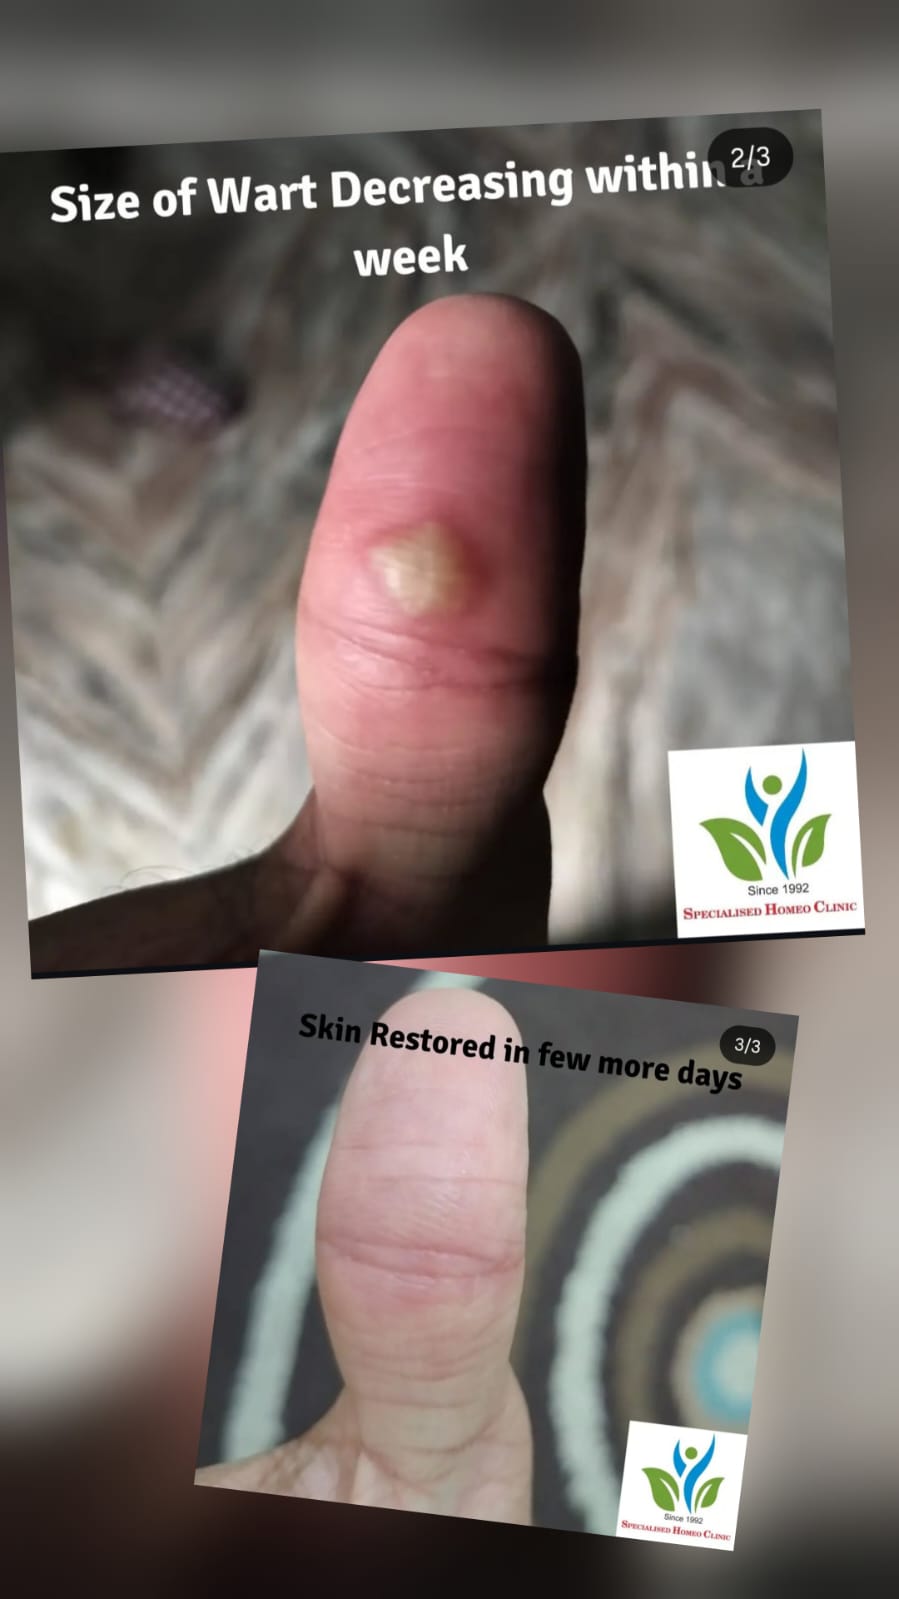 Size of Wart Decreasing within a
2/3
week
Since 1992
SPECIALISED HOMEO CLINIC
Skin Restored in few more days
3/3
Since 1992
SPECIALISED HOMEO CLINIC